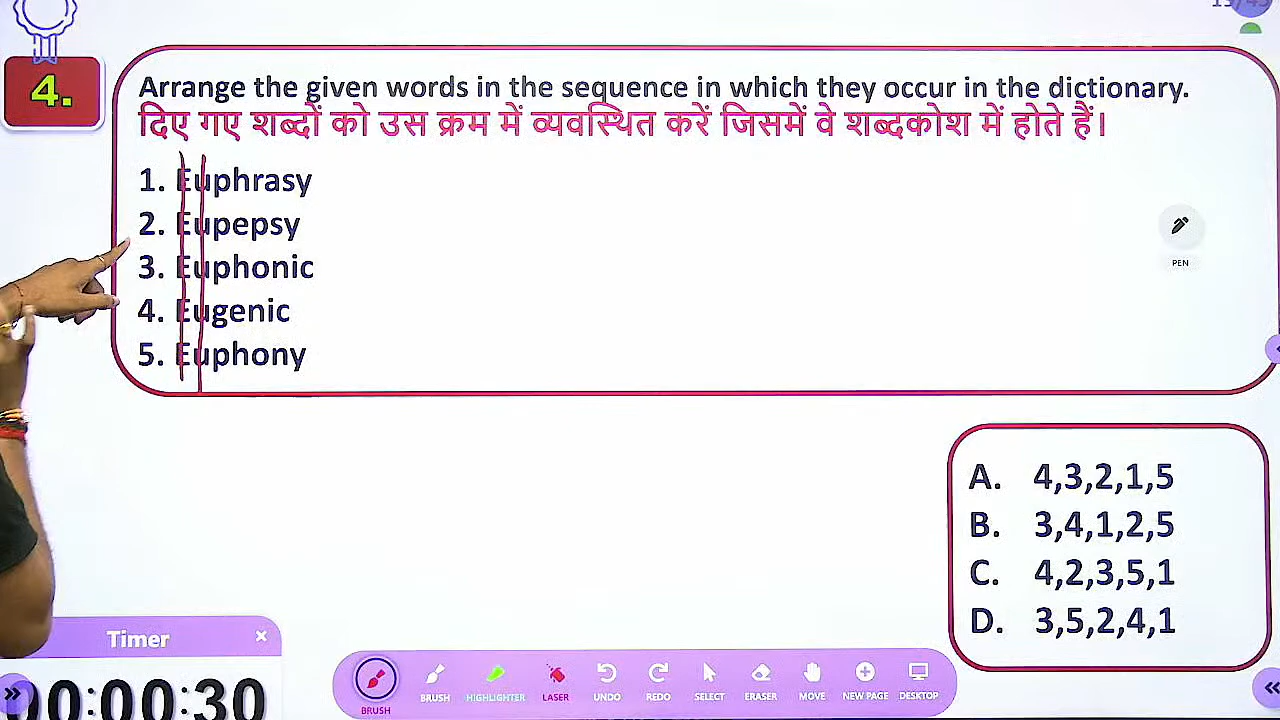 4.
Arrange the given words in the sequence in which they occur in the dictionary.
दिए गए शब्दों को उस क्रम में व्यवस्थित करें जिसमें वे शब्दकोश में होते हैं।
1. Euphrasy
2. Eupepsy
3. Euphonic
4. Eugenic
5. Euphony
PEN
A. 4,3,2,1,5
B. 3,4,1,2,5
C. 4,2,3,5,1
D. 3,5,2,4,1
Timer
00:00:30
BRUSH
BRUSH
HIGHLIGHTER
LASER
UNDO
REDO
SELECT
ERASER
MOVE
NEW PAGE
DESKTOP